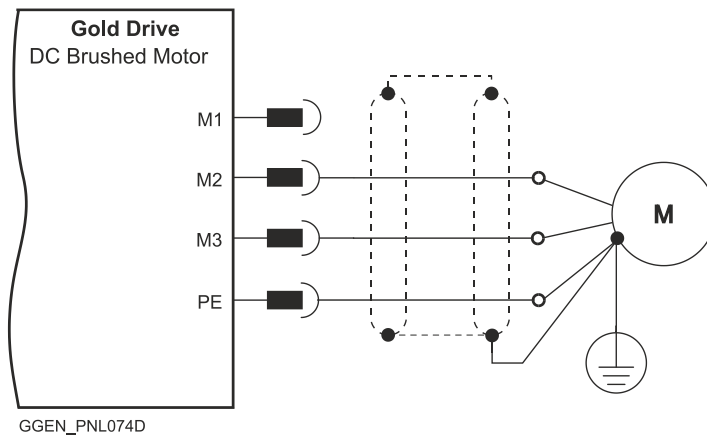 Gold Drive
DC Brushed Motor
M1
M2
M3
PE
M
GGEN_PNL074D